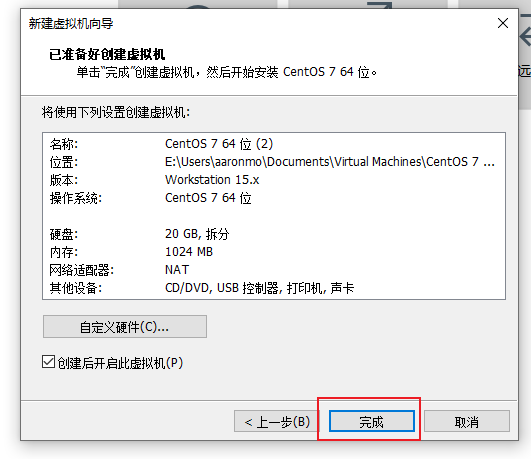 新建虚拟机向导
已准备好创建虚拟机
单击“完成”创建虚拟机，然后开始安装 CentOS 7 64 位。
将使用下列设置创建虚拟机:
名称: CentOS 7 64 位 (2)
位置: E:\Users\aaronmo\Documents\Virtual Machines\CentOS 7 ...
版本: Workstation 15.x
操作系统: CentOS 7 64 位
硬盘: 20 GB, 拆分
内存: 1024 MB
网络适配器: NAT
其他设备: CD/DVD, USB 控制器, 打印机, 声卡
自定义硬件(C)...
创建后开启此虚拟机(P)
< 上一步(B) 完成 取消
远